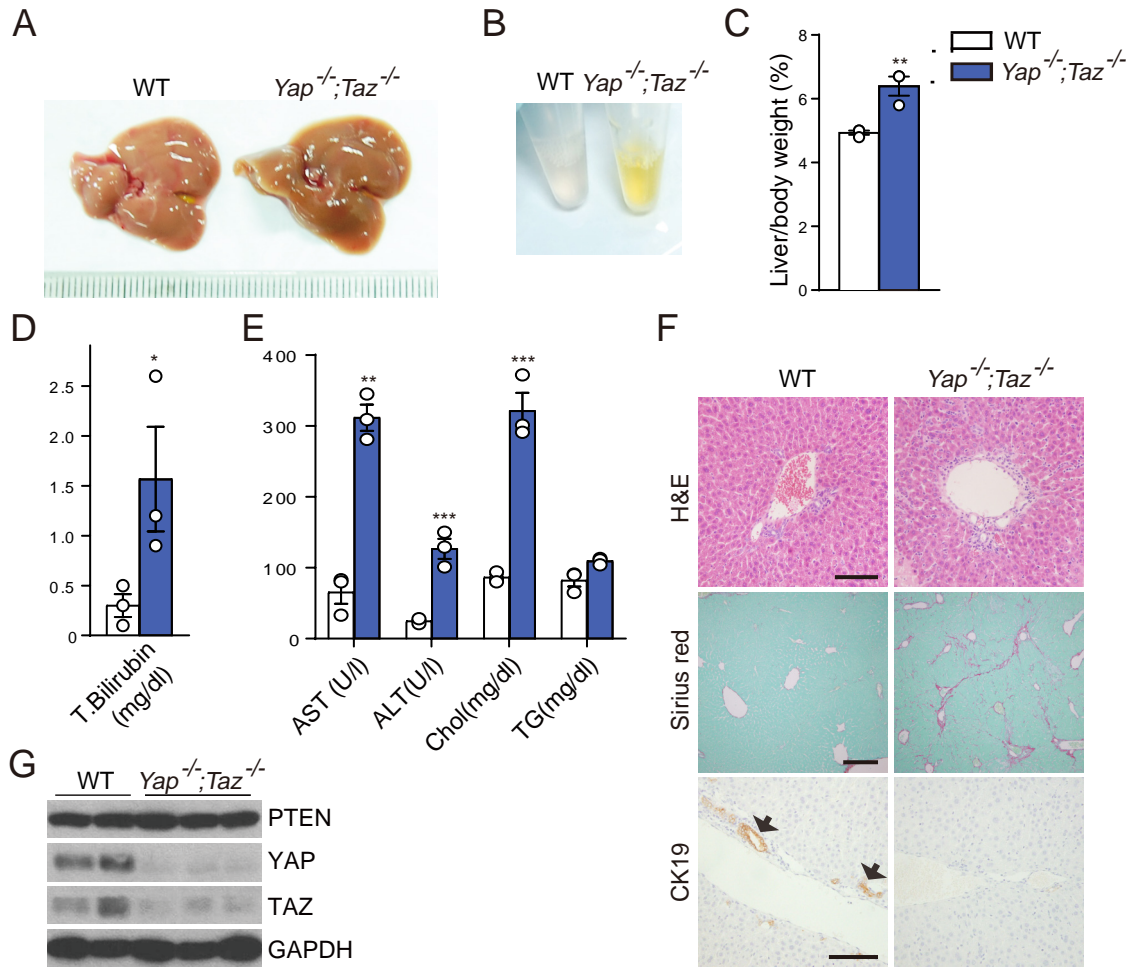 A
WT
Yap-/-;Taz-/-
B
WT Yap-/-;Taz-/-
C
Liver/body weight (%)
8
6
4
2
0
**
WT
Yap-/-;Taz-/-
D
2.5
2.0
1.5
1.0
0.5
0
*
T.Bilirubin
(mg/dl)
E
400
300
200
100
0
**
***
***
AST (U/l)
ALT(U/l)
Chol(mg/dl)
TG(mg/dl)
F
WT
Yap-/-;Taz-/-
H&E
Sirius red
CK19
G
WT
Yap-/-;Taz-/-
PTEN
YAP
TAZ
GAPDH